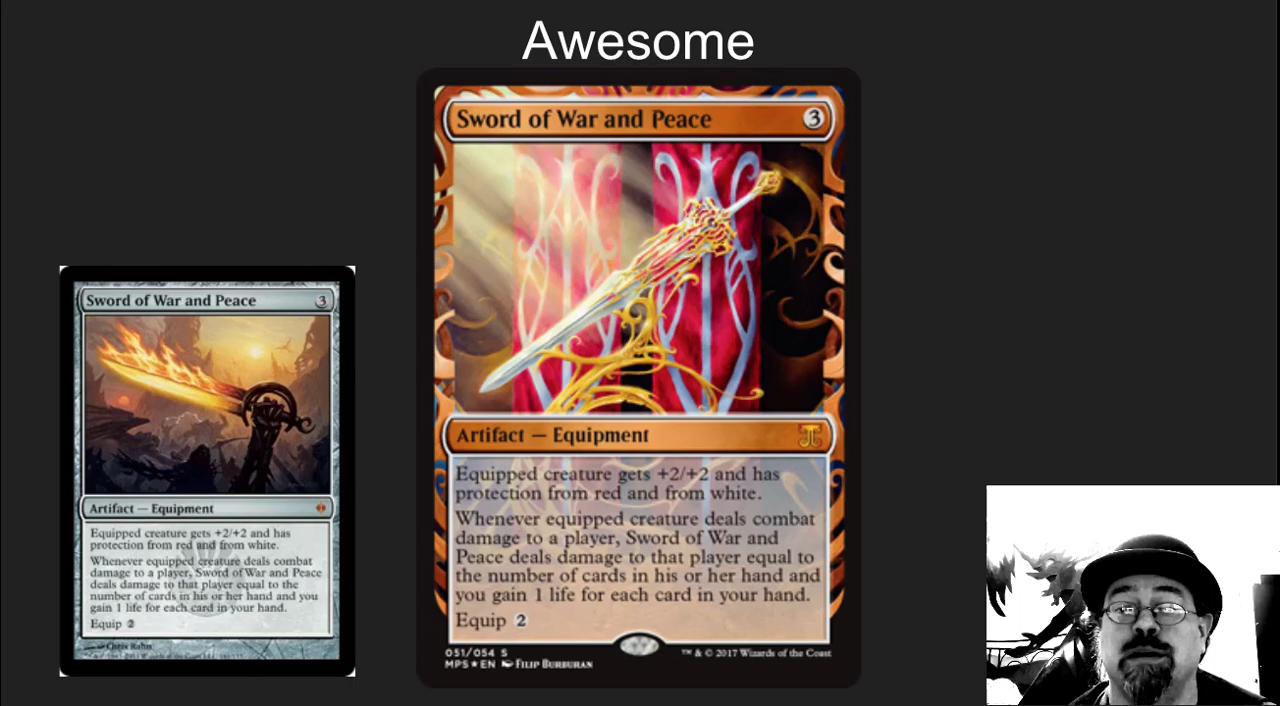 Awesome
Sword of War and Peace 3
Artifact — Equipment
Equipped creature gets +2/+2 and has
protection from red and from white.
Whenever equipped creature deals combat
damage to a player, Sword of War and
Peace deals damage to that player equal to
the number of cards in his or her hand and
you gain 1 life for each card in your hand.
Equip 2
051/054 S
MPS★EN Filip Burburan
™ & © 2017 Wizards of the Coast
Sword of War and Peace 3
Artifact — Equipment
Equipped creature gets +2/+2 and has
protection from red and from white.
Whenever equipped creature deals combat
damage to a player, Sword of War and Peace
deals damage to that player equal to the
number of cards in his or her hand and you
gain 1 life for each card in your hand.
Equip 2
Chris Rahn